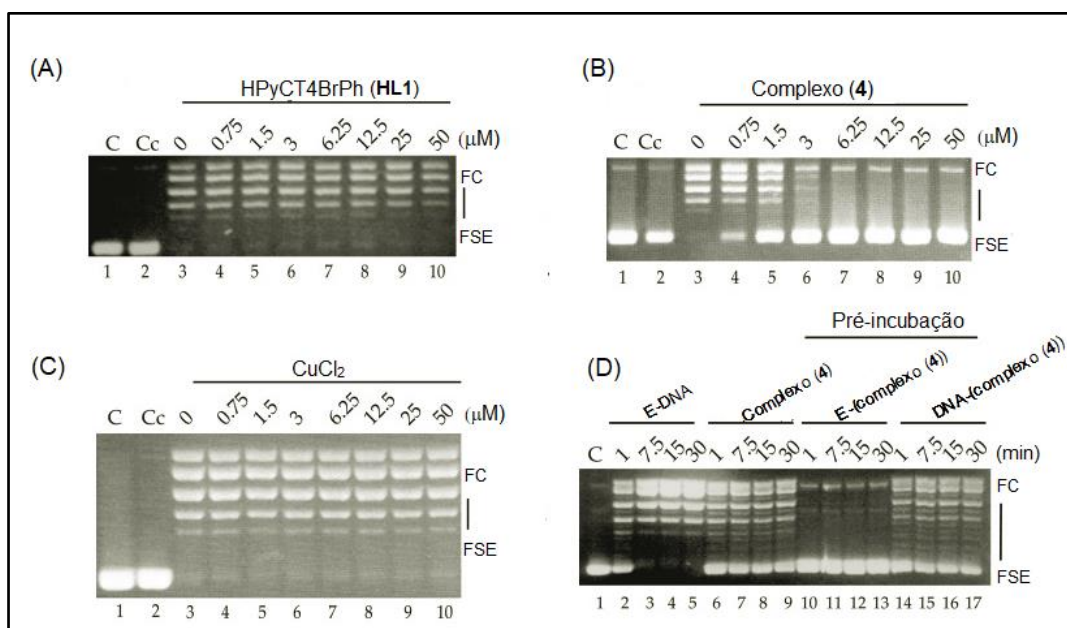 (A)
HPyCT4BrPh (HL1)
C Cc 0 0.75 1.5 3 6.25 12.5 25 50 (μM)
FC
FSE
1 2 3 4 5 6 7 8 9 10
(B)
Complexo (4)
C Cc 0 0.75 1.5 3 6.25 12.5 25 50 (μM)
FC
FSE
1 2 3 4 5 6 7 8 9 10
(C)
CuCl₂
C Cc 0 0.75 1.5 3 6.25 12.5 25 50 (μM)
FC
FSE
1 2 3 4 5 6 7 8 9 10
Pré-incubação
(D)
E-DNA Complexo (4) E-(complexo (4)) DNA-(complexo (4))
C 1 7.5 15 30 1 7.5 15 30 1 7.5 15 30 1 7.5 15 30 (min)
FC
FSE
1 2 3 4 5 6 7 8 9 10 11 12 13 14 15 16 17